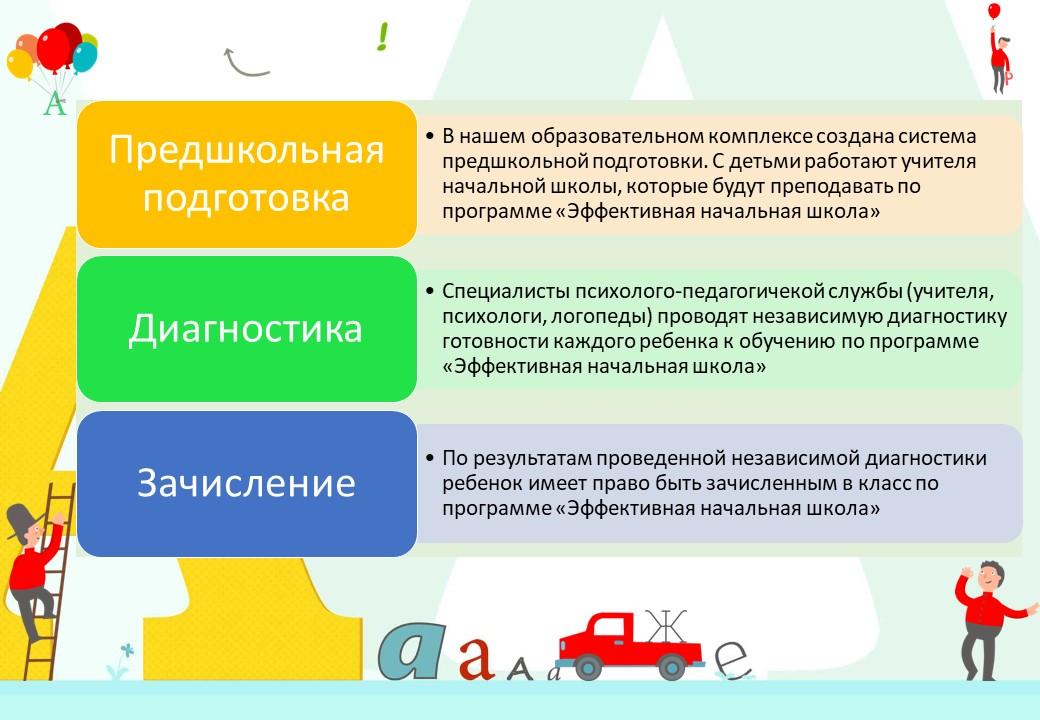 !
А
Р
Предшкольная
подготовка
• В нашем образовательном комплексе создана система
предшкольной подготовки. С детьми работают учителя
начальной школы, которые будут преподавать по
программе «Эффективная начальная школа»
Диагностика
• Специалисты психолого-педагогичекой службы (учителя,
психологи, логопеды) проводят независимую диагностику
готовности каждого ребенка к обучению по программе
«Эффективная начальная школа»
Зачисление
• По результатам проведенной независимой диагностики
ребенок имеет право быть зачисленным в класс по
программе «Эффективная начальная школа»
а а д а Ж е